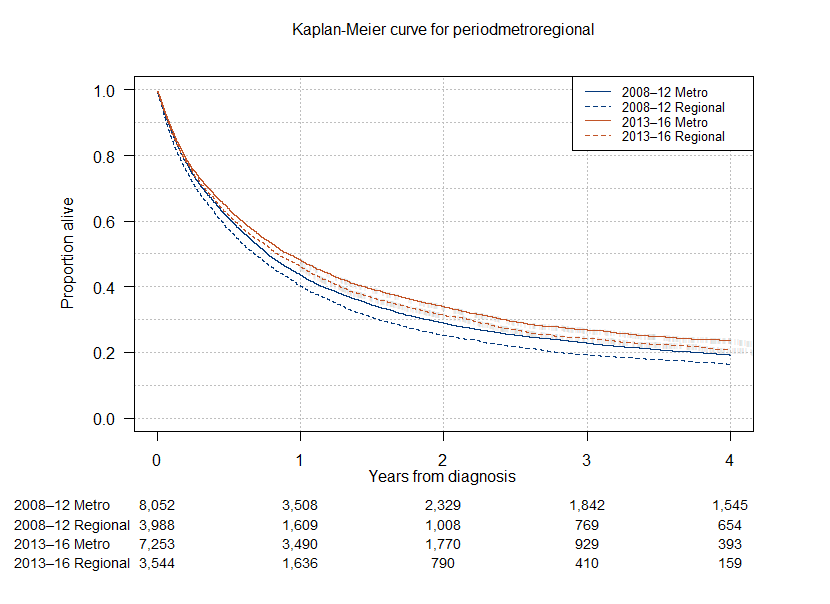 Kaplan-Meier curve for periodmetroregional
2008–12 Metro
2008–12 Regional
2013–16 Metro
2013–16 Regional
Proportion alive
1.0
0.8
0.6
0.4
0.2
0.0
0 1 2 3 4
Years from diagnosis
2008–12 Metro 8,052 3,508 2,329 1,842 1,545
2008–12 Regional 3,988 1,609 1,008 769 654
2013–16 Metro 7,253 3,490 1,770 929 393
2013–16 Regional 3,544 1,636 790 410 159